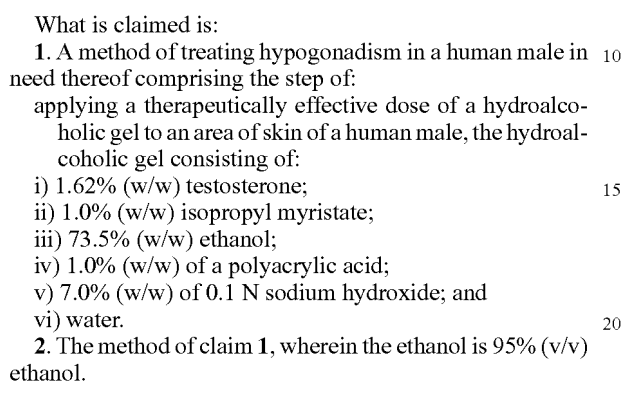 What is claimed is:
1. A method of treating hypogonadism in a human male in 10
need thereof comprising the step of:
applying a therapeutically effective dose of a hydroalco-
holic gel to an area of skin of a human male, the hydroal-
coholic gel consisting of:
i) 1.62% (w/w) testosterone; 15
ii) 1.0% (w/w) isopropyl myristate;
iii) 73.5% (w/w) ethanol;
iv) 1.0% (w/w) of a polyacrylic acid;
v) 7.0% (w/w) of 0.1 N sodium hydroxide; and
vi) water. 20
2. The method of claim 1, wherein the ethanol is 95% (v/v)
ethanol.